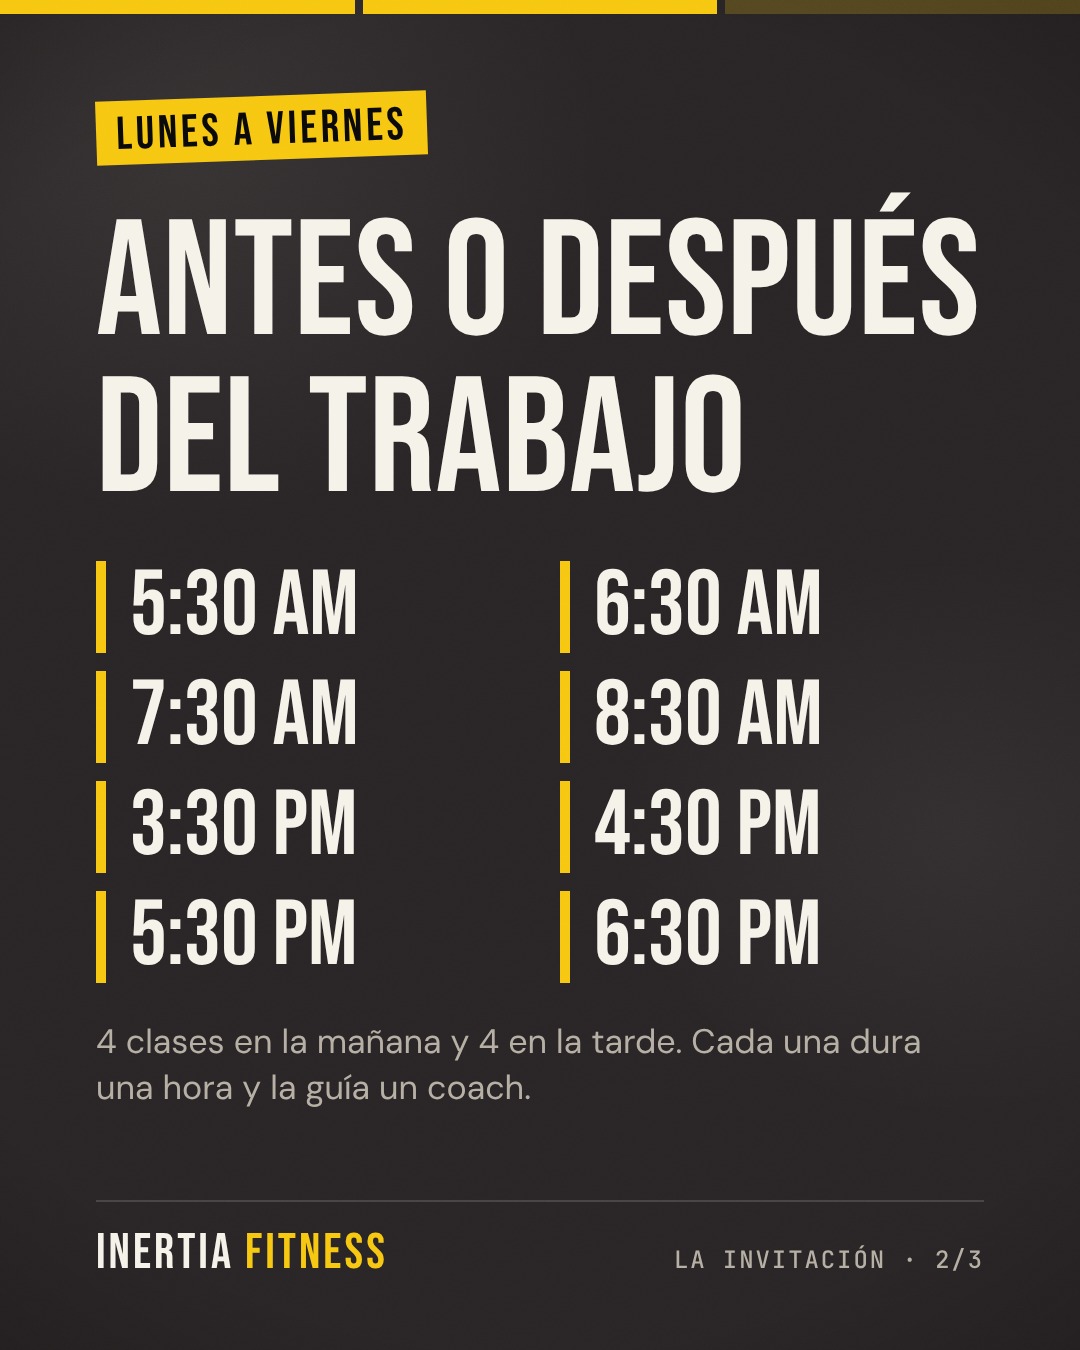 LUNES A VIERNES
ANTES O DESPUÉS
DEL TRABAJO
5:30 AM
6:30 AM
7:30 AM
8:30 AM
3:30 PM
4:30 PM
5:30 PM
6:30 PM
4 clases en la mañana y 4 en la tarde. Cada una dura
una hora y la guía un coach.
INERTIA FITNESS
LA INVITACIÓN · 2/3